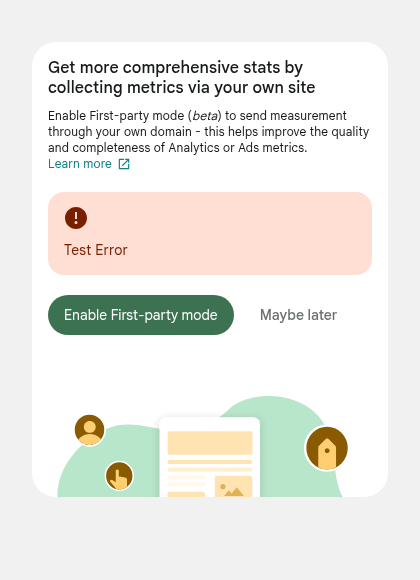 Get more comprehensive stats by
collecting metrics via your own site
Enable First-party mode (beta) to send measurement
through your own domain - this helps improve the quality
and completeness of Analytics or Ads metrics.
Learn more
Test Error
Enable First-party mode
Maybe later